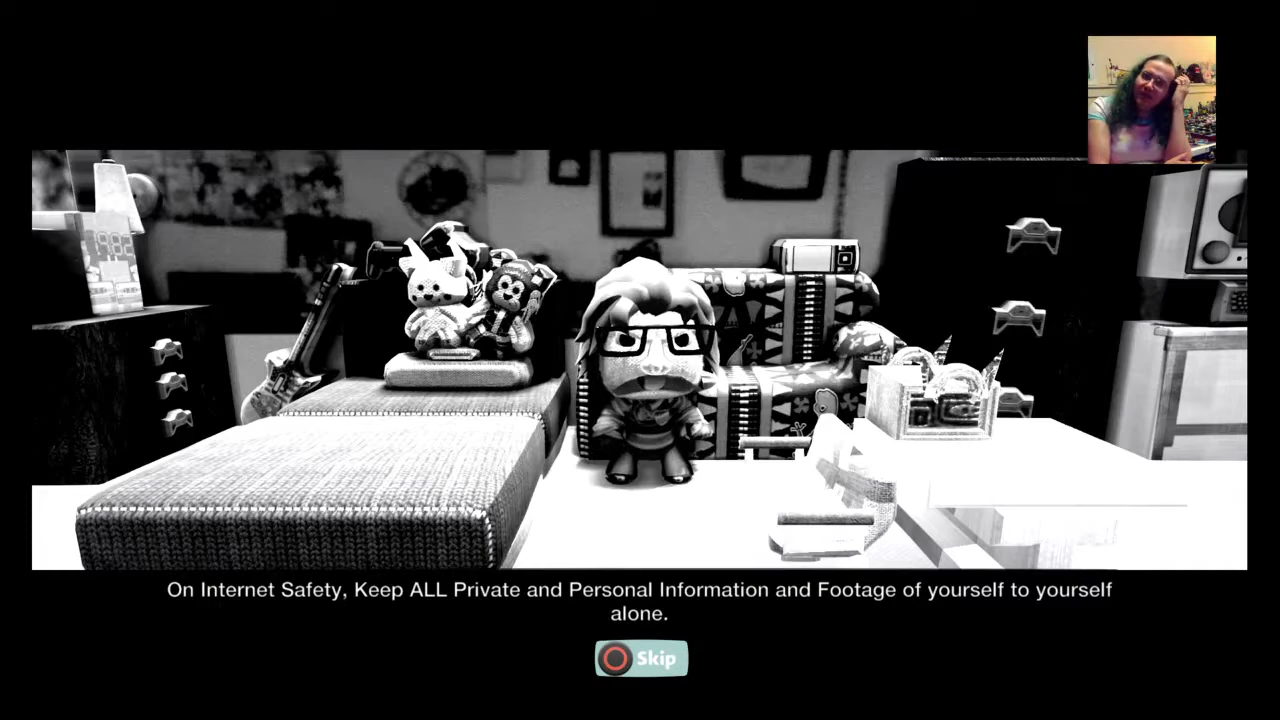 On Internet Safety, Keep ALL Private and Personal Information and Footage of yourself to yourself
alone.
Skip